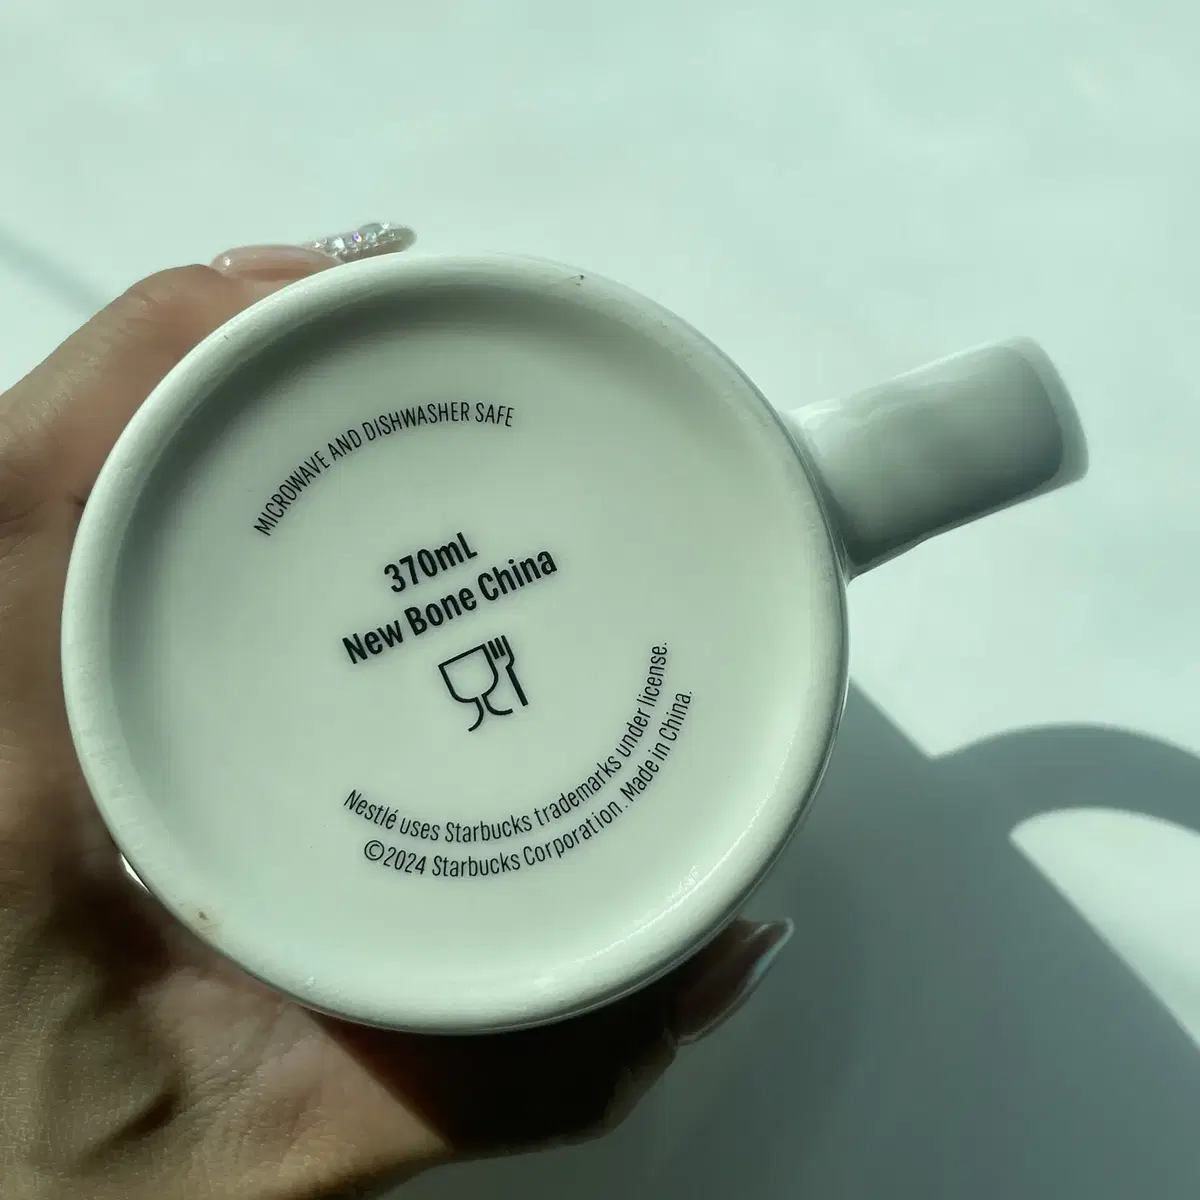 MICROWAVE AND DISHWASHER SAFE
370mL
New Bone China
Nestlé uses Starbucks trademarks under license.
©2024 Starbucks Corporation. Made in China.